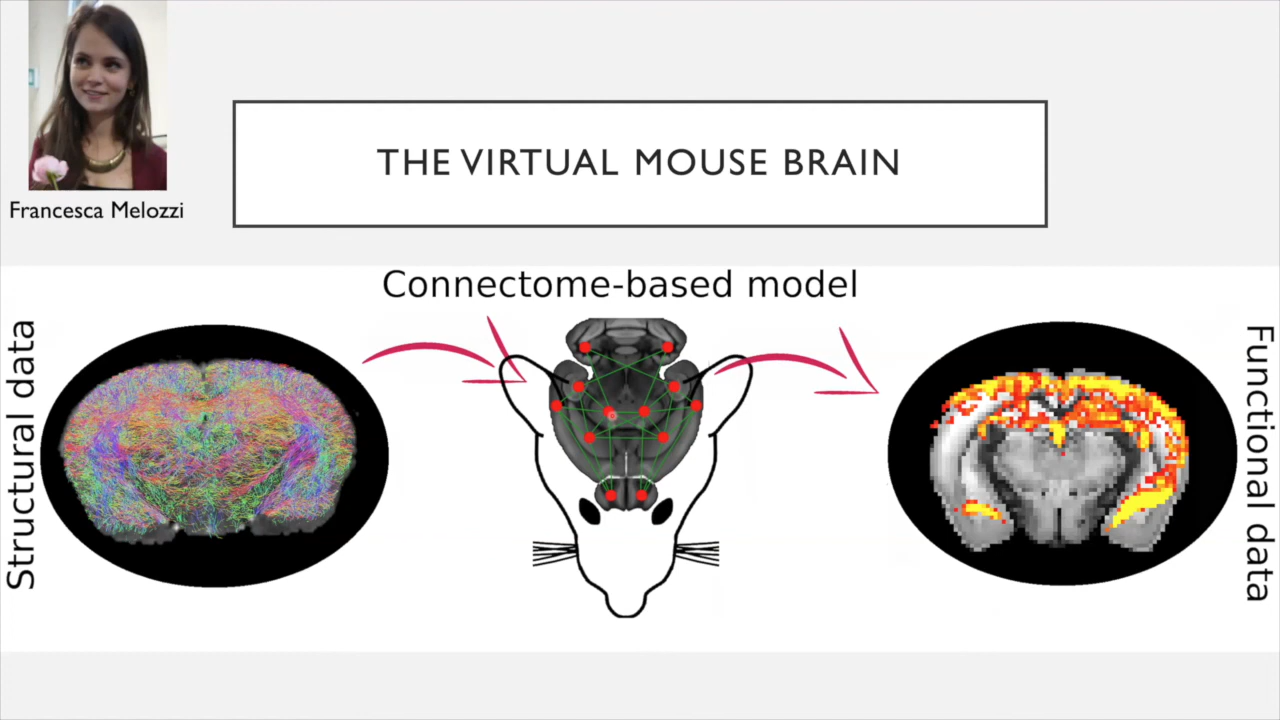 Francesca Melozzi
THE VIRTUAL MOUSE BRAIN
Connectome-based model
Structural data
Functional data